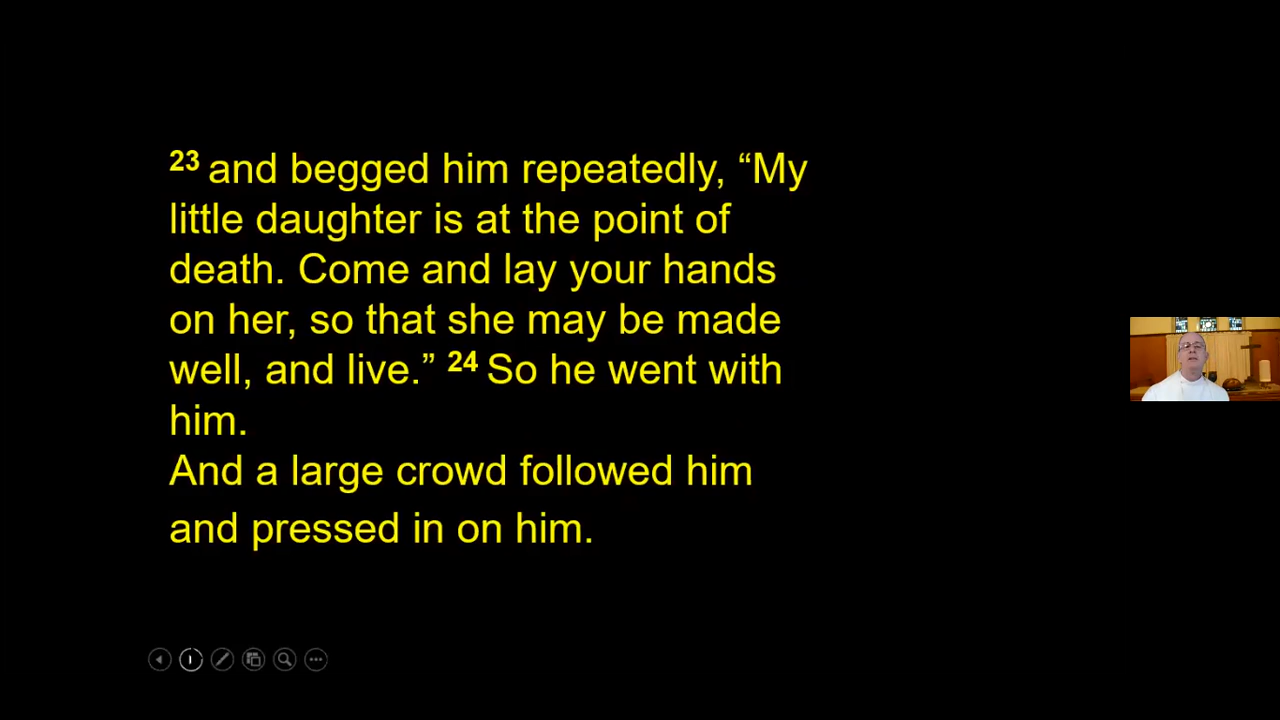 23 and begged him repeatedly, “My
little daughter is at the point of
death. Come and lay your hands
on her, so that she may be made
well, and live.” 24 So he went with
him.
And a large crowd followed him
and pressed in on him.